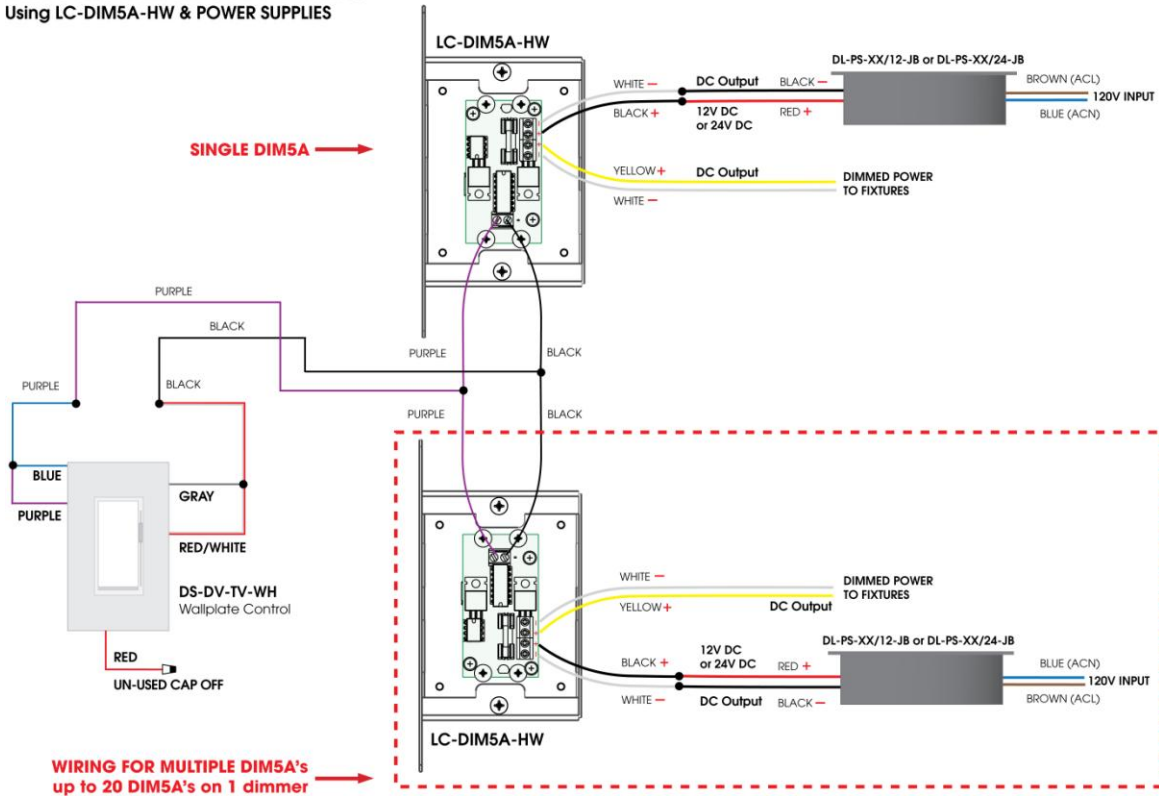 Using LC-DIM5A-HW & POWER SUPPLIES
LC-DIM5A-HW
SINGLE DIM5A
WHITE −
DC Output
BLACK −
BLACK +
12V DC
or 24V DC
RED +
DL-PS-XX/12-JB or DL-PS-XX/24-JB
BROWN (ACL)
120V INPUT
BLUE (ACN)
YELLOW +
DC Output
WHITE −
DIMMED POWER
TO FIXTURES
PURPLE
BLACK
PURPLE
BLACK
PURPLE
BLACK
PURPLE
BLACK
BLUE
PURPLE
GRAY
RED/WHITE
DS-DV-TV-WH
Wallplate Control
RED
UN-USED CAP OFF
WHITE −
YELLOW +
DC Output
DIMMED POWER
TO FIXTURES
BLACK +
12V DC
or 24V DC
RED +
WHITE −
DC Output
BLACK −
DL-PS-XX/12-JB or DL-PS-XX/24-JB
BLUE (ACN)
120V INPUT
BROWN (ACL)
LC-DIM5A-HW
WIRING FOR MULTIPLE DIM5A's
up to 20 DIM5A's on 1 dimmer